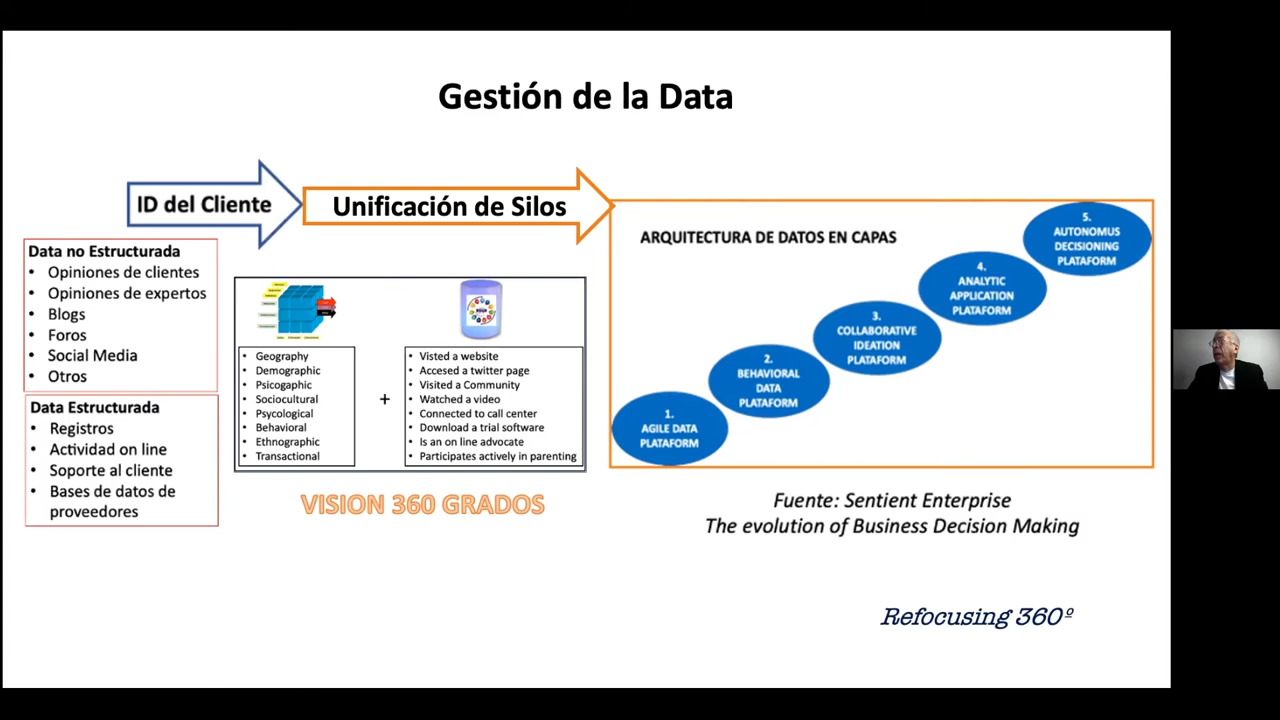 Gestión de la Data
ID del Cliente
Unificación de Silos
Data no Estructurada
• Opiniones de clientes
• Opiniones de expertos
• Blogs
• Foros
• Social Media
• Otros
Data Estructurada
• Registros
• Actividad on line
• Soporte al cliente
• Bases de datos de
proveedores
• Geography
• Demographic
• Psicogaphic
• Sociocultural
• Psycological
• Behavioral
• Ethnographic
• Transactional
+
• Visted a website
• Accesed a twitter page
• Visited a Community
• Watched a video
• Connected to call center
• Download a trial software
• Is an on line advocate
• Participates actively in parenting
VISION 360 GRADOS
ARQUITECTURA DE DATOS EN CAPAS
1.
AGILE DATA
PLATAFORM
2.
BEHAVIORAL
DATA
PLATAFORM
3.
COLLABORATIVE
IDEATION
PLATAFORM
4.
ANALYTIC
APPLICATION
PLATAFORM
5.
AUTONOMUS
DECISIONING
PLATAFORM
Fuente: Sentient Enterprise
The evolution of Business Decision Making
Refocusing 360º